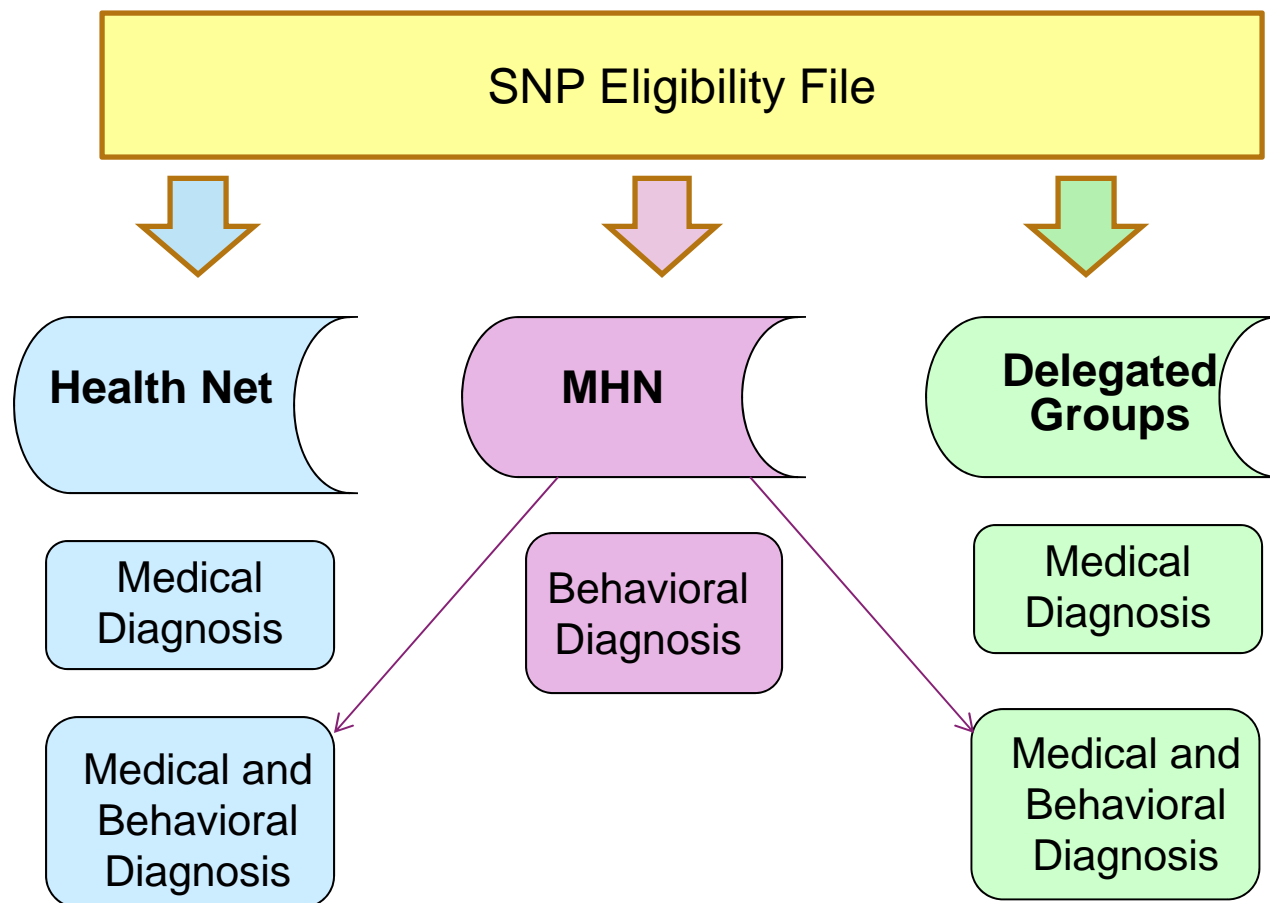 SNP Eligibility File
Health Net
MHN
Delegated
Groups
Medical
Diagnosis
Behavioral
Diagnosis
Medical
Diagnosis
Medical and
Behavioral
Diagnosis
Medical and
Behavioral
Diagnosis